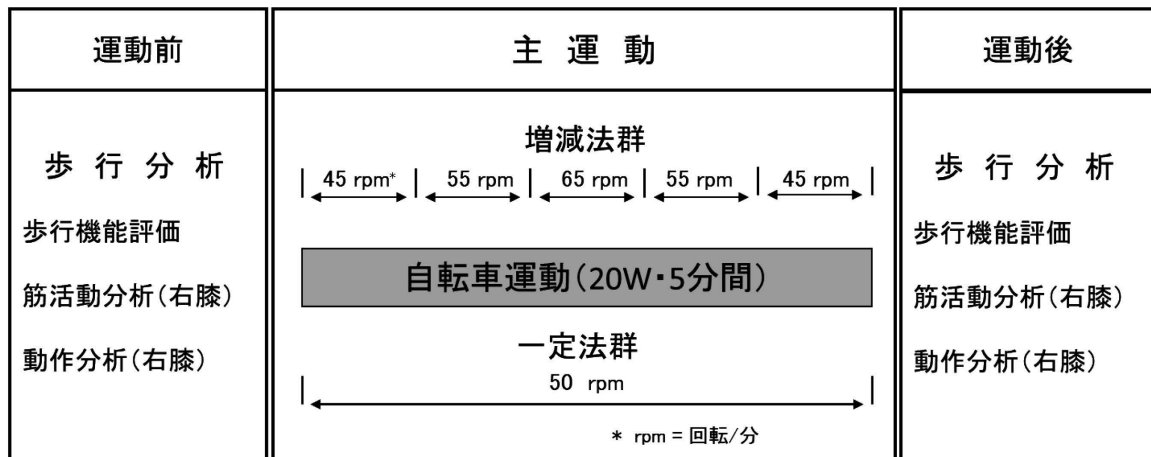 運動前
歩 行 分 析
歩行機能評価
筋活動分析(右膝)
動作分析(右膝)
主 運 動
増減法群
45 rpm* 55 rpm 65 rpm 55 rpm 45 rpm
自転車運動(20W・5分間)
一定法群
50 rpm
* rpm = 回転/分
運動後
歩 行 分 析
歩行機能評価
筋活動分析(右膝)
動作分析(右膝)